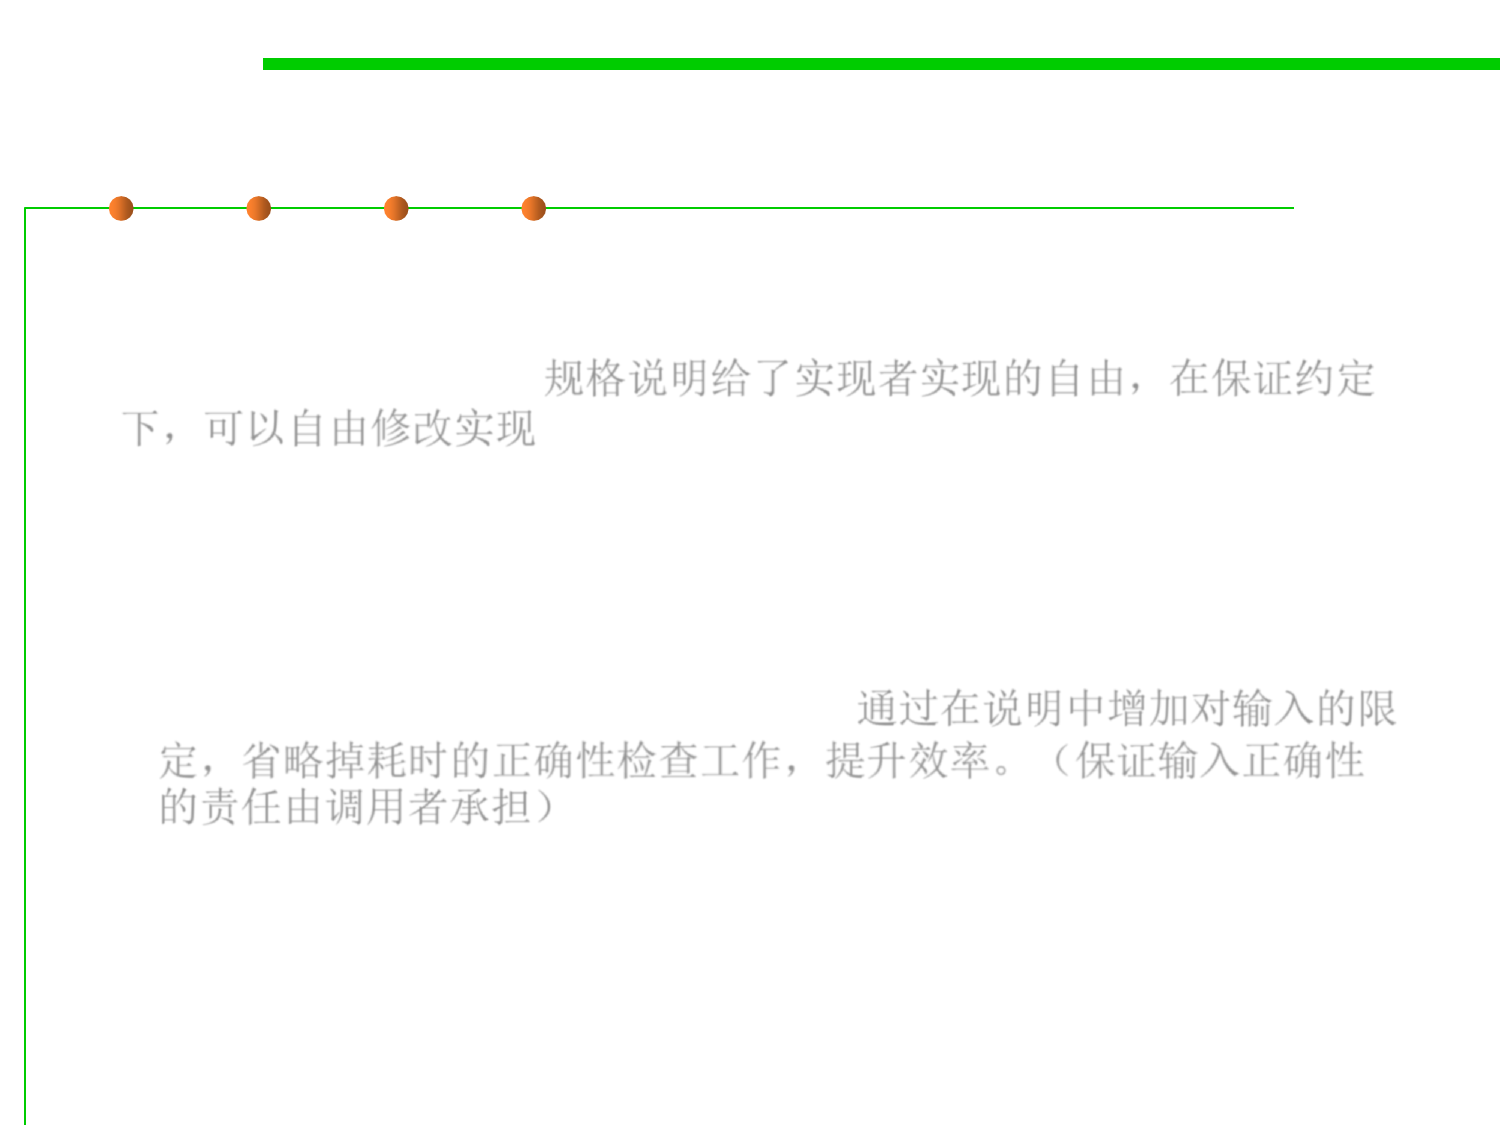 规格说明给了实现者实现的自由，在保证约定
下，可以自由修改实现
通过在说明中增加对输入的限
定，省略掉耗时的正确性检查工作，提升效率。（保证输入正确性
的责任由调用者承担）